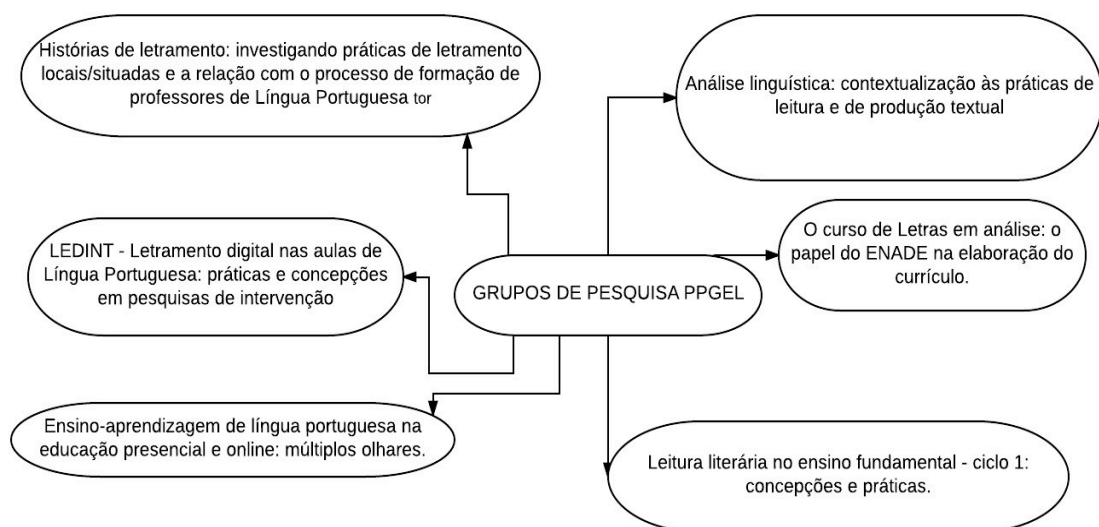 Histórias de letramento: investigando práticas de letramento
locais/situadas e a relação com o processo de formação de
professores de Língua Portuguesa tor
Análise linguística: contextualização às práticas de
leitura e de produção textual
LEDINT - Letramento digital nas aulas de
Língua Portuguesa: práticas e concepções
em pesquisas de intervenção
O curso de Letras em análise: o
papel do ENADE na elaboração do
currículo.
GRUPOS DE PESQUISA PPGEL
Ensino-aprendizagem de língua portuguesa na
educação presencial e online: múltiplos olhares.
Leitura literária no ensino fundamental - ciclo 1:
concepções e práticas.